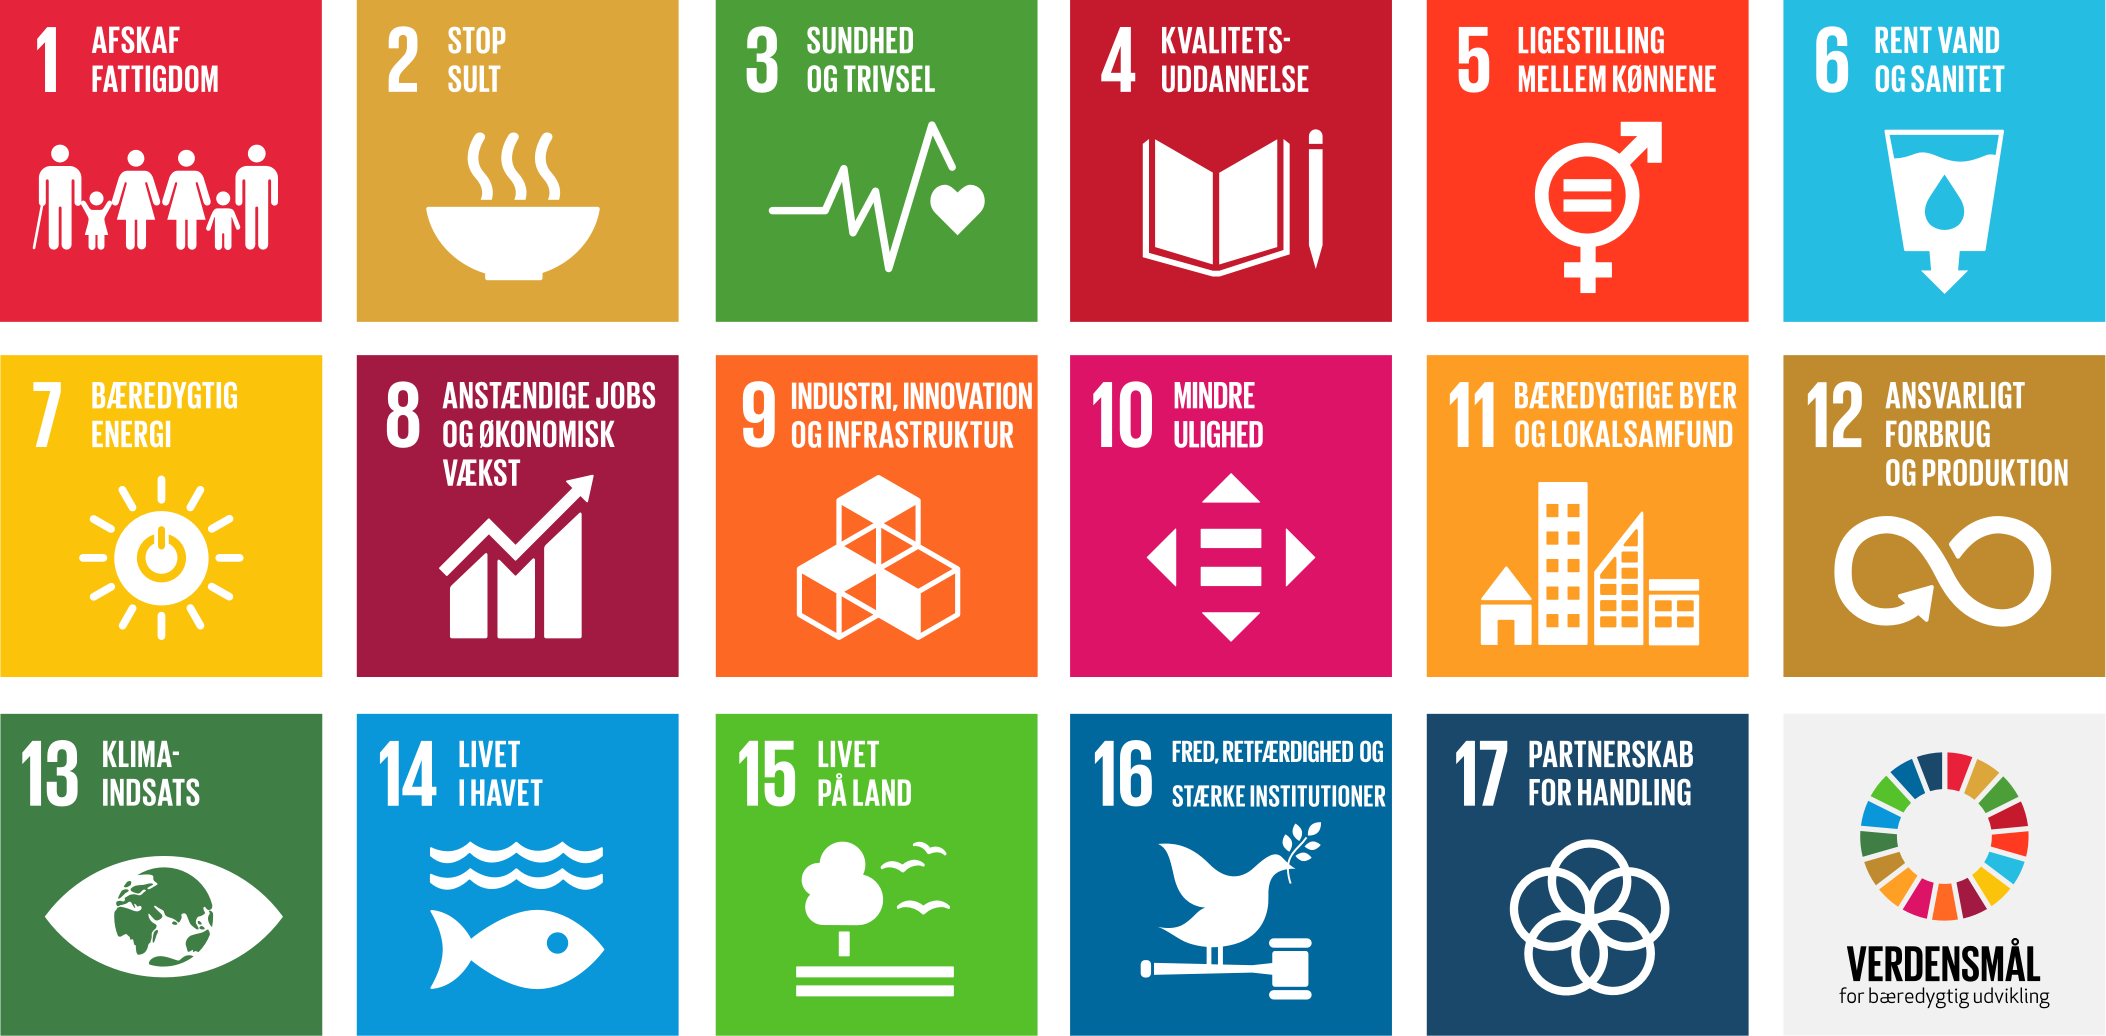 1 AFSKAF
FATTIGDOM
2 STOP
SULT
3 SUNDHED
OG TRIVSEL
4 KVALITETS-
UDDANNELSE
5 LIGESTILLING
MELLEM KØNNENE
6 RENT VAND
OG SANITET
7 BÆREDYGTIG
ENERGI
8 ANSTÆNDIGE JOBS
OG ØKONOMISK
VÆKST
9 INDUSTRI, INNOVATION
OG INFRASTRUKTUR
10 MINDRE
ULIGHED
11 BÆREDYGTIGE BYER
OG LOKALSAMFUND
12 ANSVARLIGT
FORBRUG
OG PRODUKTION
13 KLIMA-
INDSATS
14 LIVET
I HAVET
15 LIVET
PÅ LAND
16 FRED, RETFÆRDIGHED OG
STÆRKE INSTITUTIONER
17 PARTNERSKAB
FOR HANDLING
VERDENSMÅL
for bæredygtig udvikling